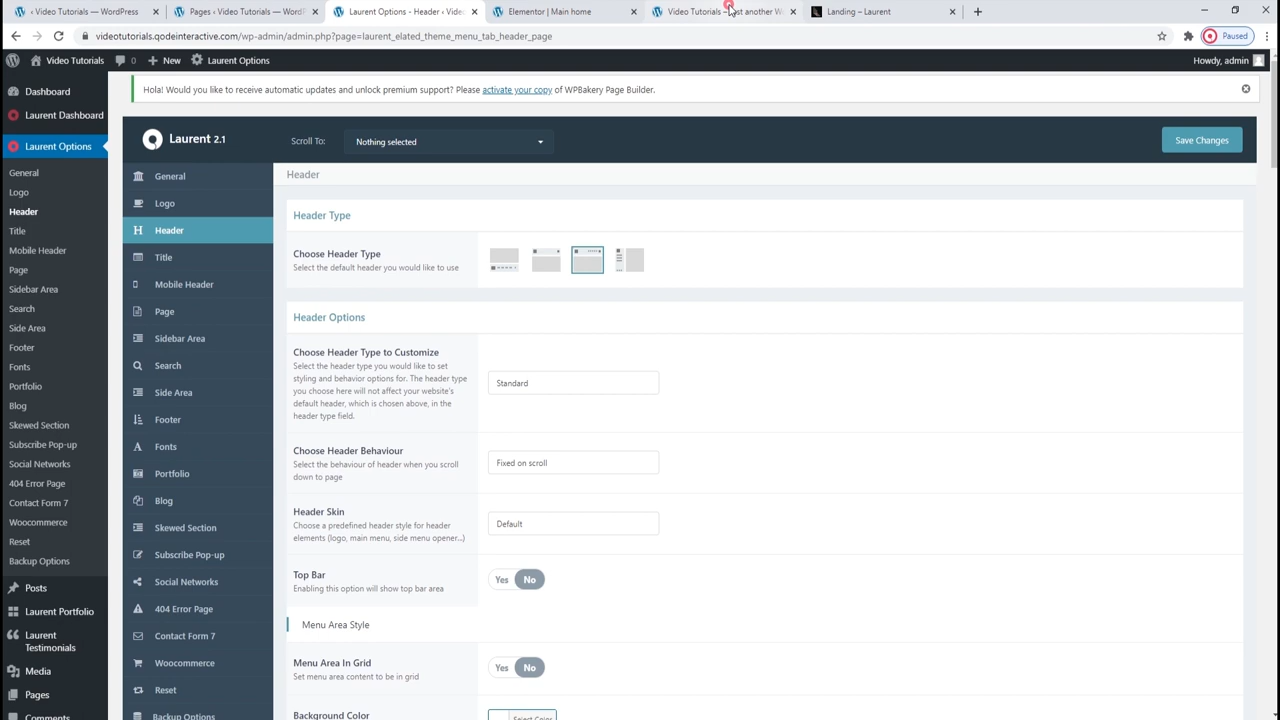 ‹ Video Tutorials — WordPress
Pages ‹ Video Tutorials — WordP
Laurent Options - Header ‹ Vide
Elementor | Main home
Video Tutorials – Just another W
Landing – Laurent
videotutorials.qodeinteractive.com/wp-admin/admin.php?page=laurent_elated_theme_menu_tab_header_page
Paused
Video Tutorials
0
New
Laurent Options
Howdy, admin
Hola! Would you like to receive automatic updates and unlock premium support? Please activate your copy of WPBakery Page Builder.
Dashboard
Laurent Dashboard
Laurent Options
General
Logo
Header
Title
Mobile Header
Page
Sidebar Area
Search
Side Area
Footer
Fonts
Portfolio
Blog
Skewed Section
Subscribe Pop-up
Social Networks
404 Error Page
Contact Form 7
Woocommerce
Reset
Backup Options
Posts
Laurent Portfolio
Laurent
Testimonials
Media
Pages
Comments
Laurent 2.1
Scroll To:
Nothing selected
Save Changes
General
Logo
Header
Title
Mobile Header
Page
Sidebar Area
Search
Side Area
Footer
Fonts
Portfolio
Blog
Skewed Section
Subscribe Pop-up
Social Networks
404 Error Page
Contact Form 7
Woocommerce
Reset
Backup Options
Header
Header Type
Choose Header Type
Select the default header you would like to use
Header Options
Choose Header Type to Customize
Select the header type you would like to set
styling and behavior options for. The header type
you choose here will not affect your website's
default header, which is chosen above, in the
header type field.
Standard
Choose Header Behaviour
Select the behaviour of header when you scroll
down to page
Fixed on scroll
Header Skin
Choose a predefined header style for header
elements (logo, main menu, side menu opener...)
Default
Top Bar
Enabling this option will show top bar area
Yes No
Menu Area Style
Menu Area In Grid
Set menu area content to be in grid
Yes No
Background Color
Select Color